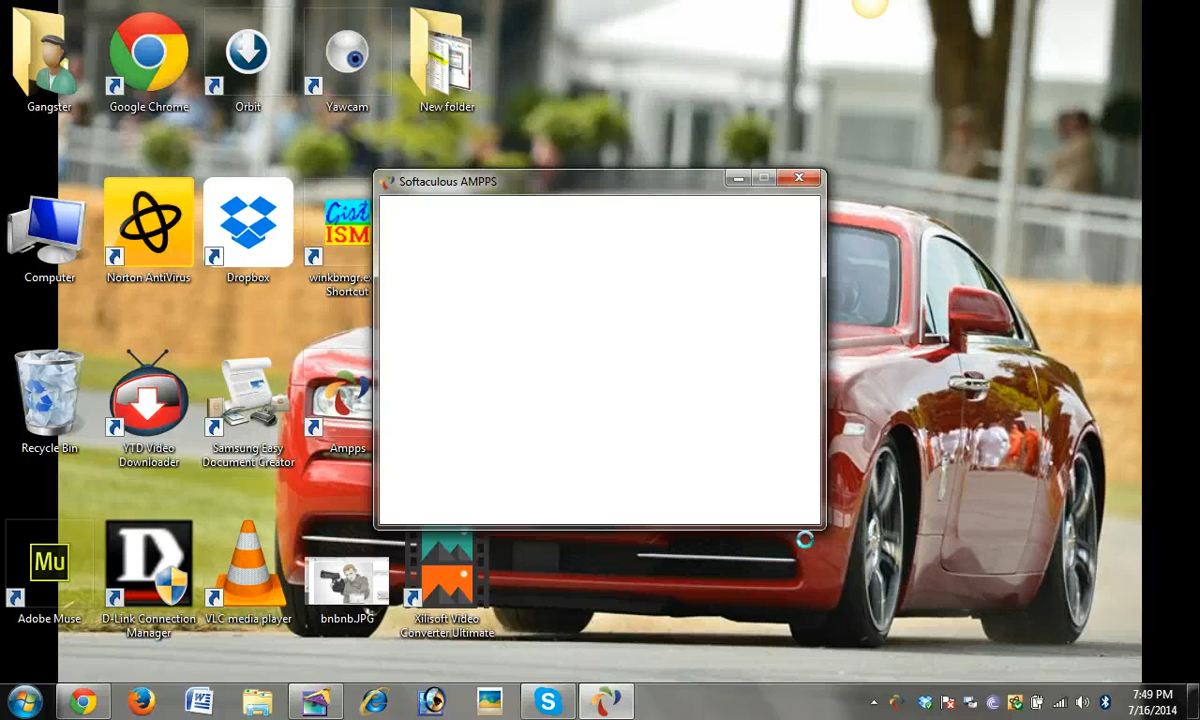 Gangster
Google Chrome
Orbit
Yawcam
New folder
Softaculous AMPPS
Computer
Norton AntiVirus
Dropbox
Gist
ISM
winkbmgr.ex
Shortcut
Recycle Bin
YTD Video
Downloader
Samsung Easy
Document Creator
Ampps
Mu
Adobe Muse
D
D-Link Connection
Manager
VLC media player
bnbnb.JPG
Xilisoft Video
Converter Ultimate
7:49 PM
7/16/2014